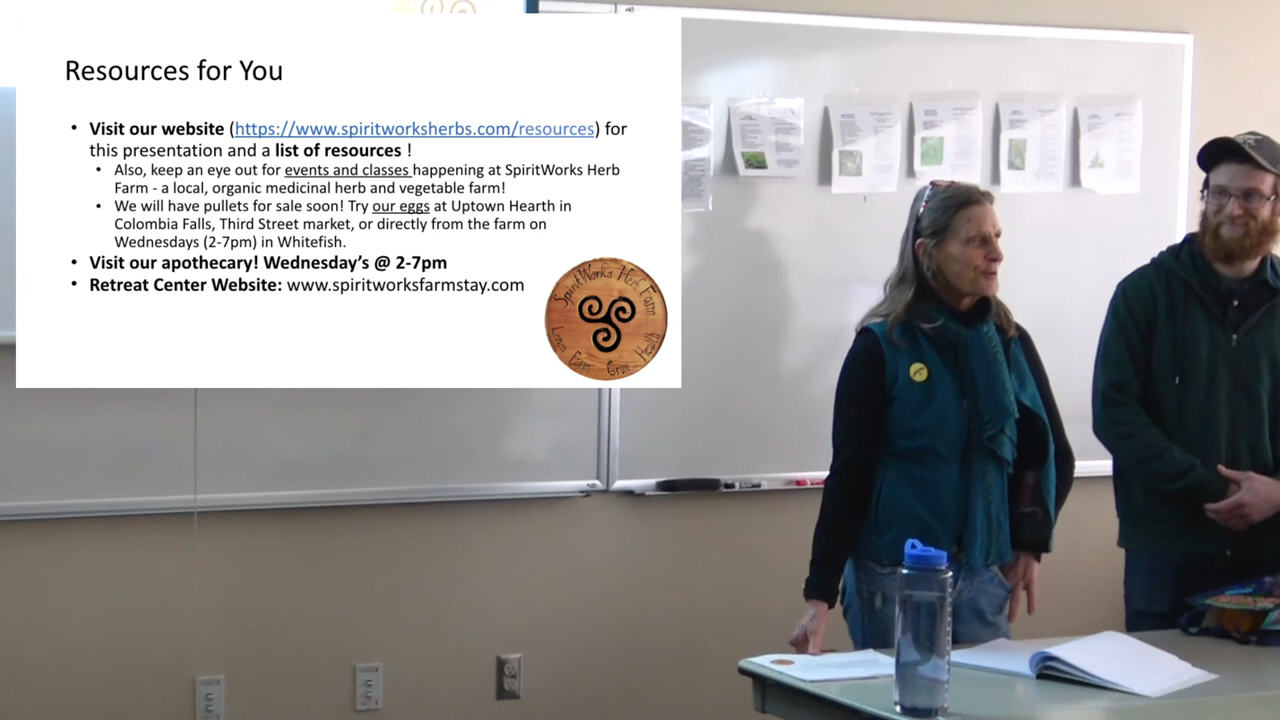 Resources for You
• Visit our website (https://www.spiritworksherbs.com/resources) for
this presentation and a list of resources !
• Also, keep an eye out for events and classes happening at SpiritWorks Herb
Farm - a local, organic medicinal herb and vegetable farm!
• We will have pullets for sale soon! Try our eggs at Uptown Hearth in
Colombia Falls, Third Street market, or directly from the farm on
Wednesdays (2-7pm) in Whitefish.
• Visit our apothecary! Wednesday’s @ 2-7pm
• Retreat Center Website: www.spiritworksfarmstay.com
SpiritWorks Herb Farm
Learn Farm Grow Health